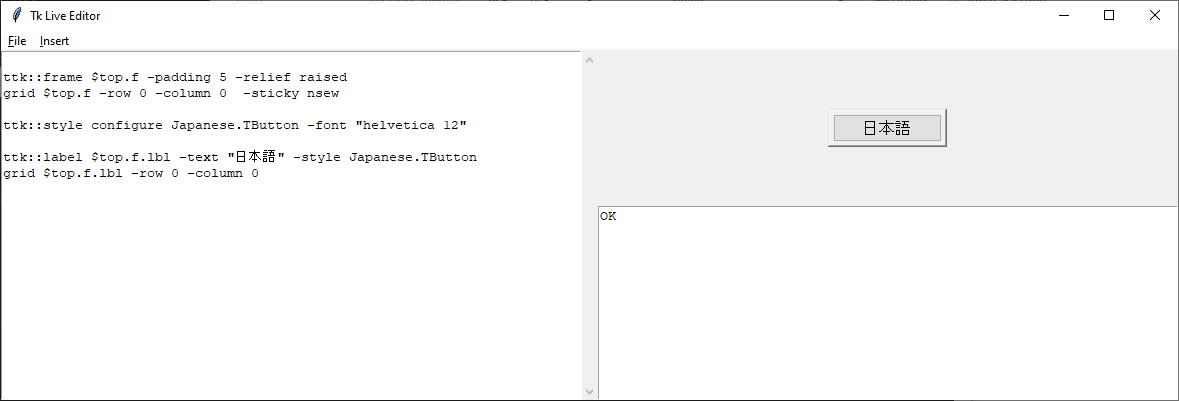 Tk Live Editor
File Insert
ttk::frame $top.f -padding 5 -relief raised
grid $top.f -row 0 -column 0  -sticky nsew
ttk::style configure Japanese.TButton -font "helvetica 12"
ttk::label $top.f.lbl -text "日本語" -style Japanese.TButton
grid $top.f.lbl -row 0 -column 0
日本語
OK